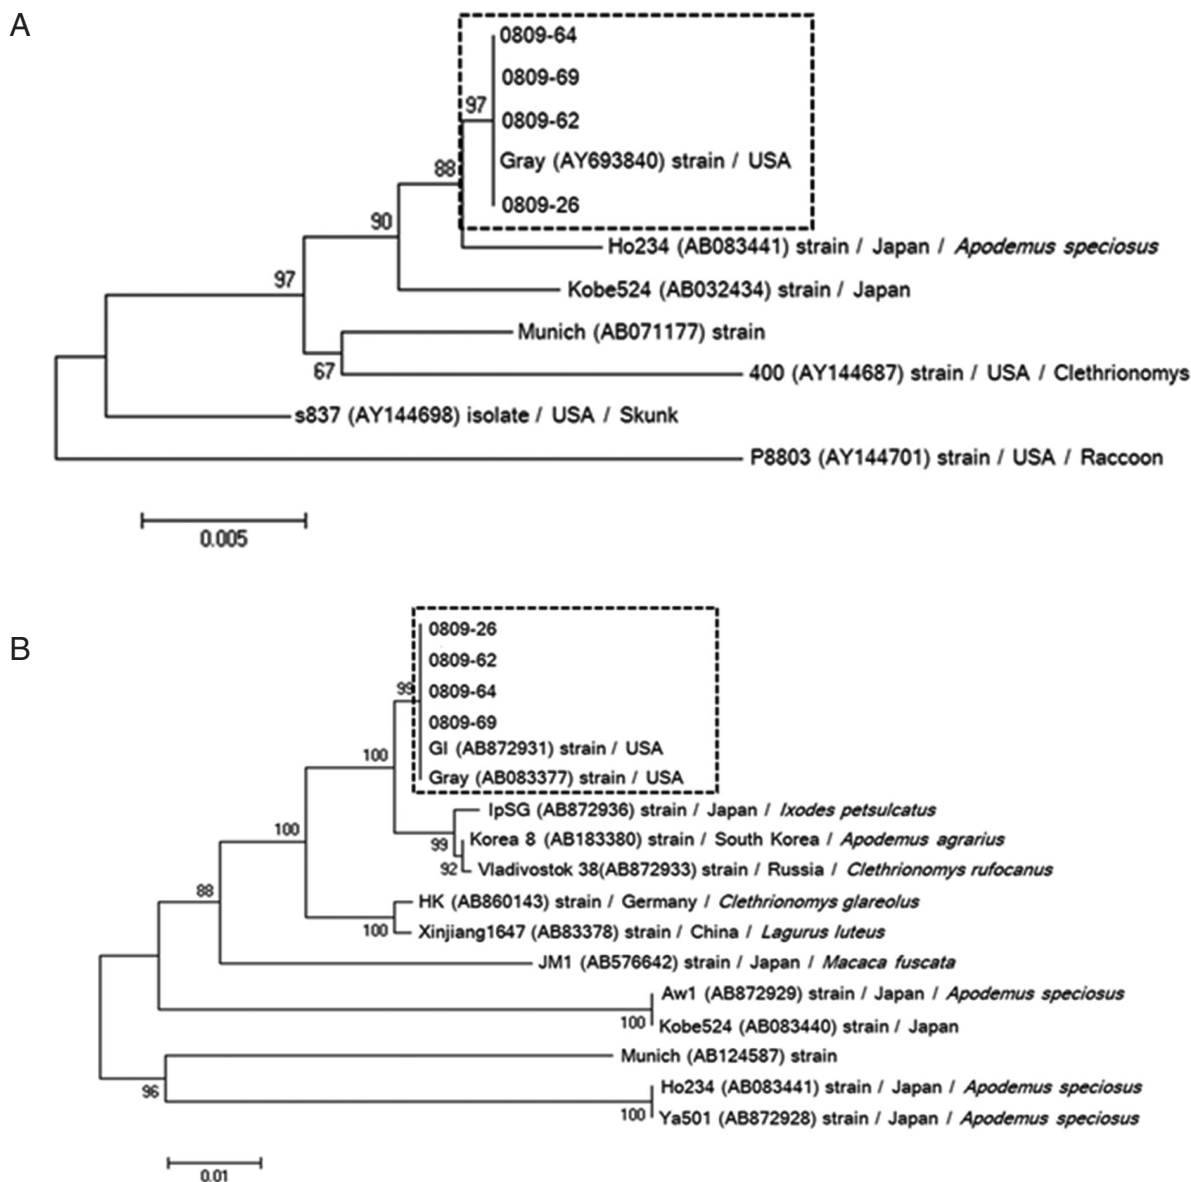 A
0809-64
0809-69
97
0809-62
Gray (AY693840) strain / USA
88
0809-26
90
Ho234 (AB083441) strain / Japan / Apodemus speciosus
97
Kobe524 (AB032434) strain / Japan
Munich (AB071177) strain
67
400 (AY144687) strain / USA / Clethrionomys
s837 (AY144698) isolate / USA / Skunk
P8803 (AY144701) strain / USA / Raccoon
0.005
B
0809-26
0809-62
99
0809-64
0809-69
GI (AB872931) strain / USA
100
Gray (AB083377) strain / USA
IpSG (AB872936) strain / Japan / Ixodes petsulcatus
100
99
Korea 8 (AB183380) strain / South Korea / Apodemus agrarius
92
Vladivostok 38(AB872933) strain / Russia / Clethrionomys rufocanus
88
HK (AB860143) strain / Germany / Clethrionomys glareolus
100
Xinjiang1647 (AB83378) strain / China / Lagurus luteus
JM1 (AB576642) strain / Japan / Macaca fuscata
Aw1 (AB872929) strain / Japan / Apodemus speciosus
100
Kobe524 (AB083440) strain / Japan
Munich (AB124587) strain
96
Ho234 (AB083441) strain / Japan / Apodemus speciosus
100
Ya501 (AB872928) strain / Japan / Apodemus speciosus
0.01